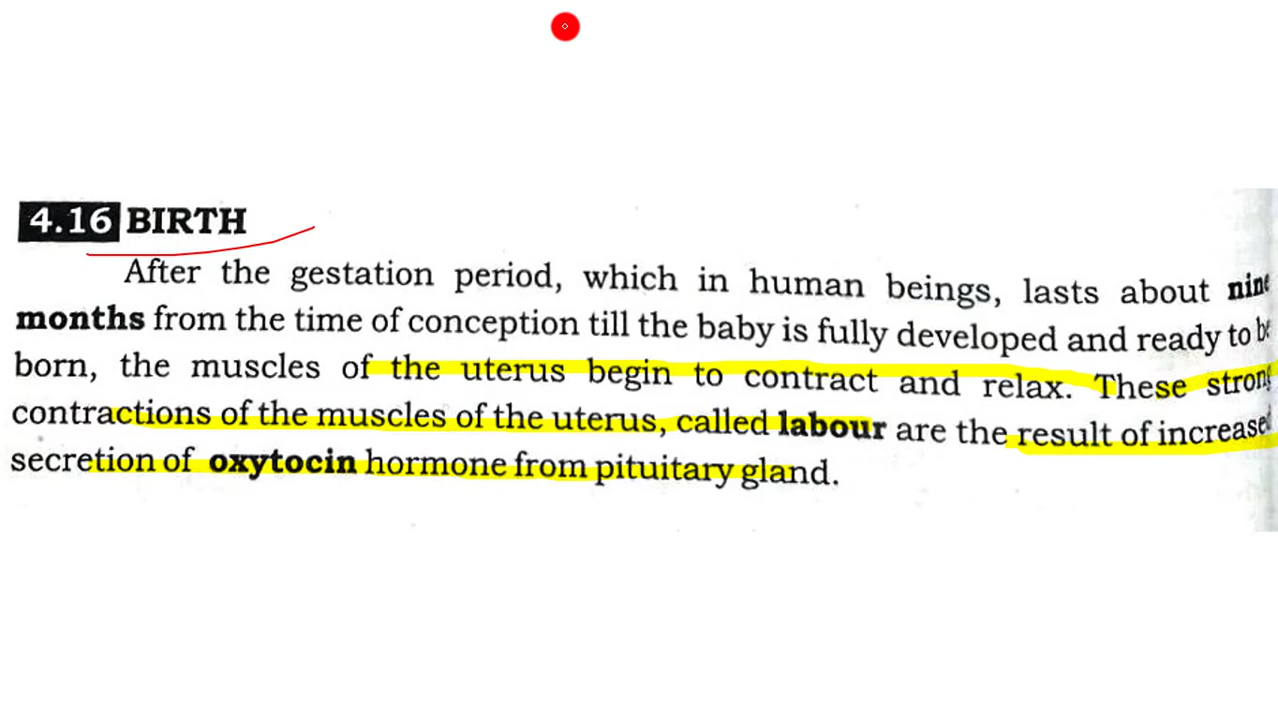 4.16 BIRTH
After the gestation period, which in human beings, lasts about nine
months from the time of conception till the baby is fully developed and ready to be
born, the muscles of the uterus begin to contract and relax. These strong
contractions of the muscles of the uterus, called labour are the result of increased
secretion of oxytocin hormone from pituitary gland.